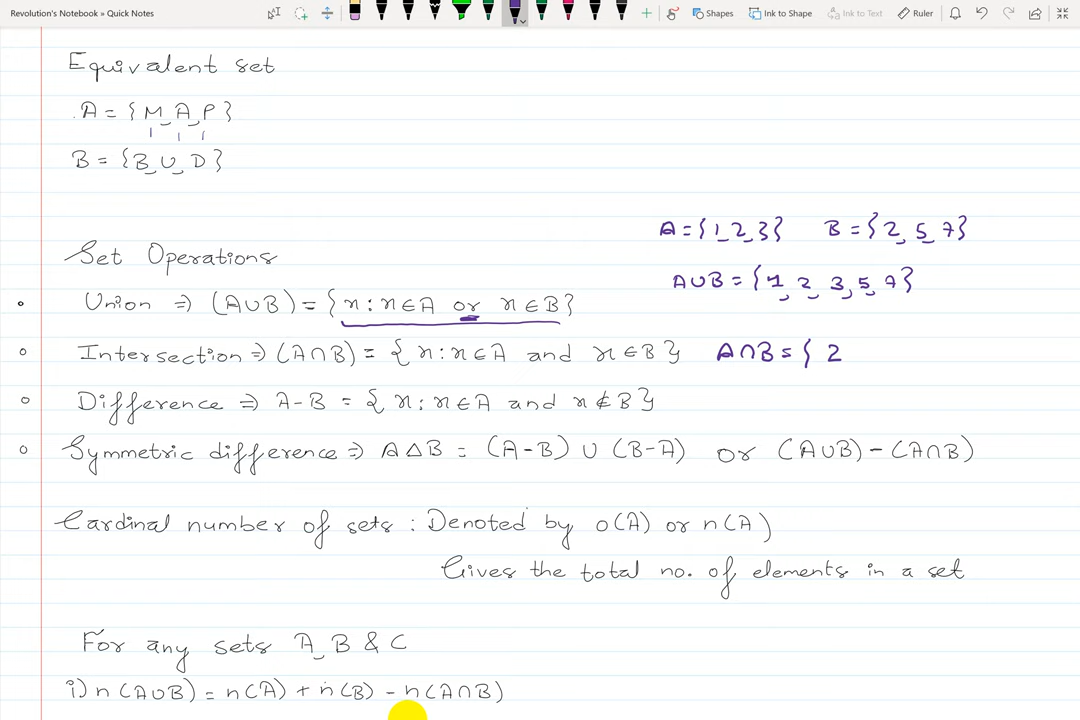 Revolution's Notebook » Quick Notes
Shapes Ink to Shape Ink to Text Ruler
Equivalent set
A = {M, A, P}
B = {B, U, D}
A = {1, 2, 3} B = {2, 5, 7}
Set Operations
A∪B = {1, 2, 3, 5, 7}
Union ⇒ (A∪B) = {x : x∈A or x∈B}
Intersection ⇒ (A∩B) = {x : x∈A and x∈B} A∩B = {2
Difference ⇒ A-B = {x : x∈A and x∉B}
Symmetric difference ⇒ A△B = (A-B) ∪ (B-A) or (A∪B) - (A∩B)
Cardinal number of sets : Denoted by o(A) or n(A)
Gives the total no. of elements in a set
For any sets A, B & C
i) n(A∪B) = n(A) + n(B) - n(A∩B)